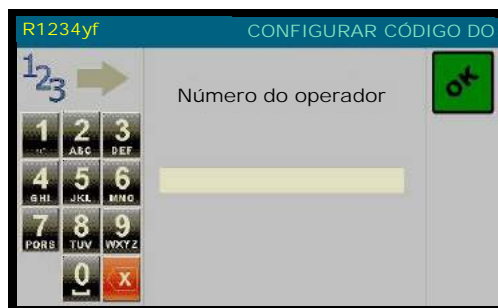 R1234yf CONFIGURAR CÓDIGO DO
123
Número do operador
OK
1 2 3
ABC DEF
4 5 6
GHI JKL MNO
7 8 9
PQRS TUV WXYZ
0 X